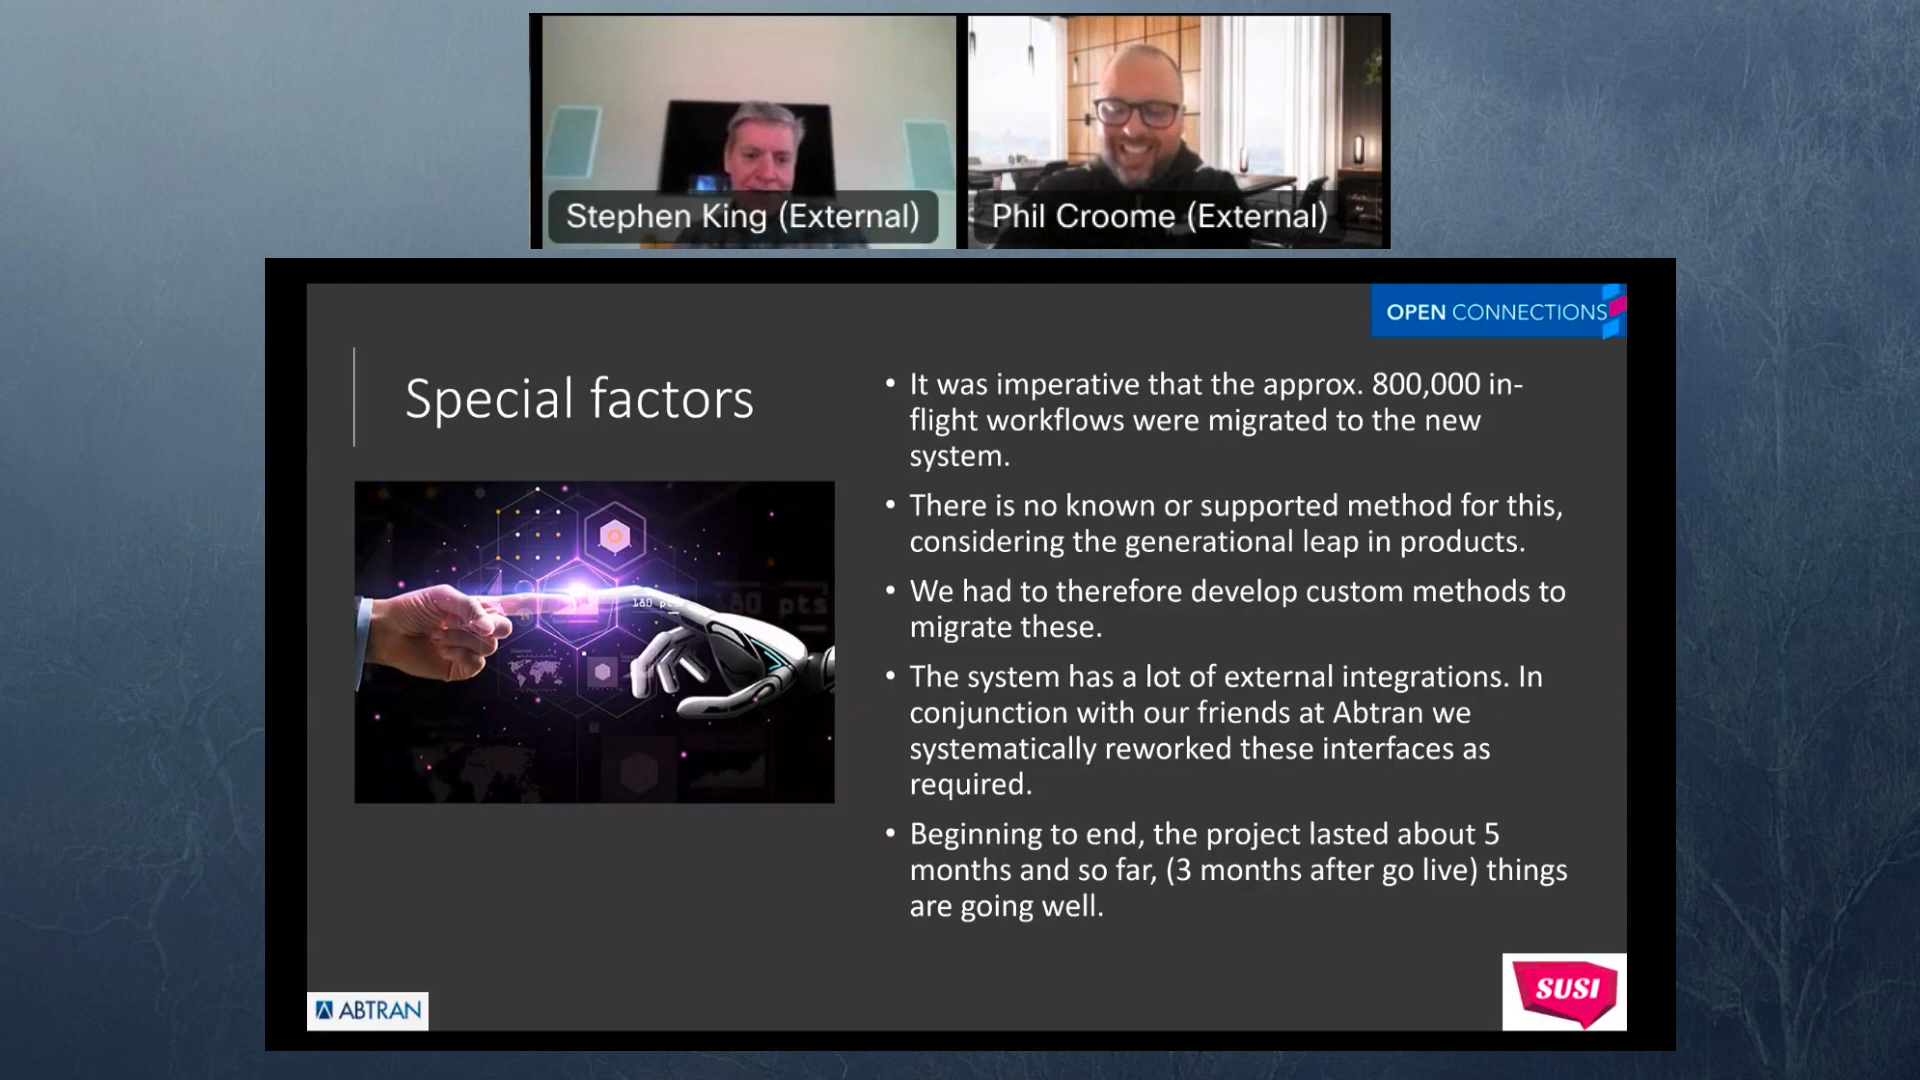 Stephen King (External)
Phil Croome (External)
OPEN CONNECTIONS
Special factors
• It was imperative that the approx. 800,000 in-
flight workflows were migrated to the new
system.
• There is no known or supported method for this,
considering the generational leap in products.
• We had to therefore develop custom methods to
migrate these.
• The system has a lot of external integrations. In
conjunction with our friends at Abtran we
systematically reworked these interfaces as
required.
• Beginning to end, the project lasted about 5
months and so far, (3 months after go live) things
are going well.
180 pts
ABTRAN
SUSI